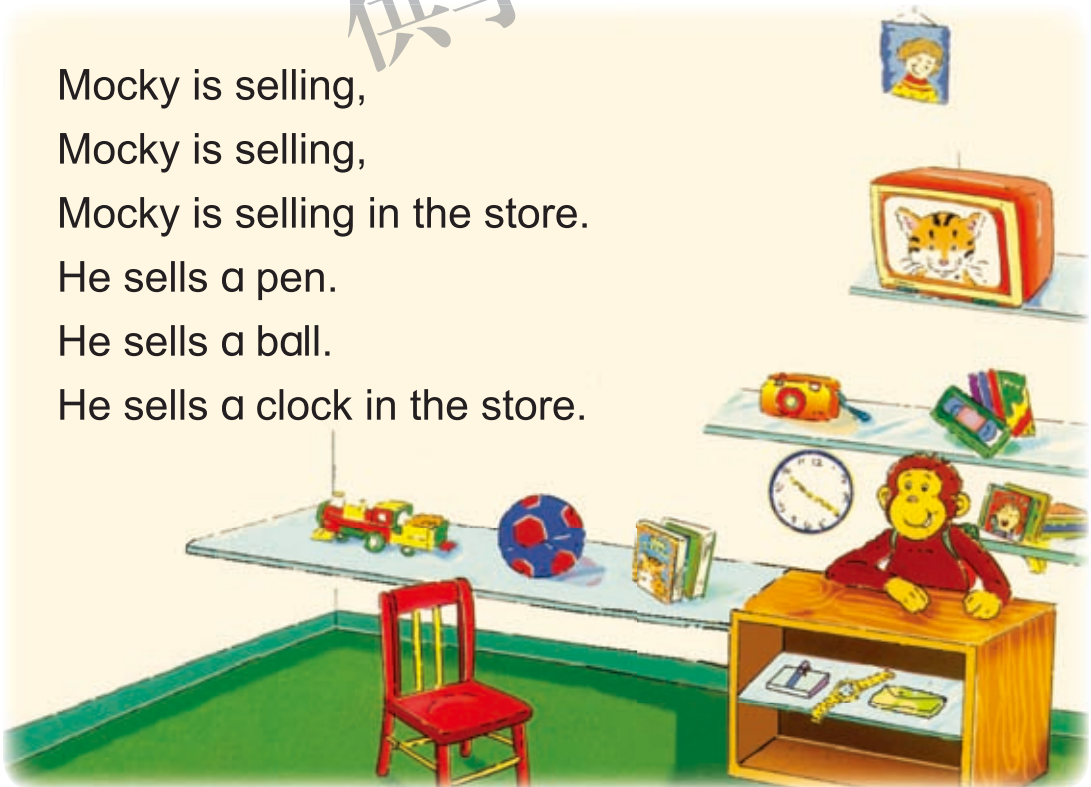 Mocky is selling,
Mocky is selling,
Mocky is selling in the store.
He sells a pen.
He sells a ball.
He sells a clock in the store.